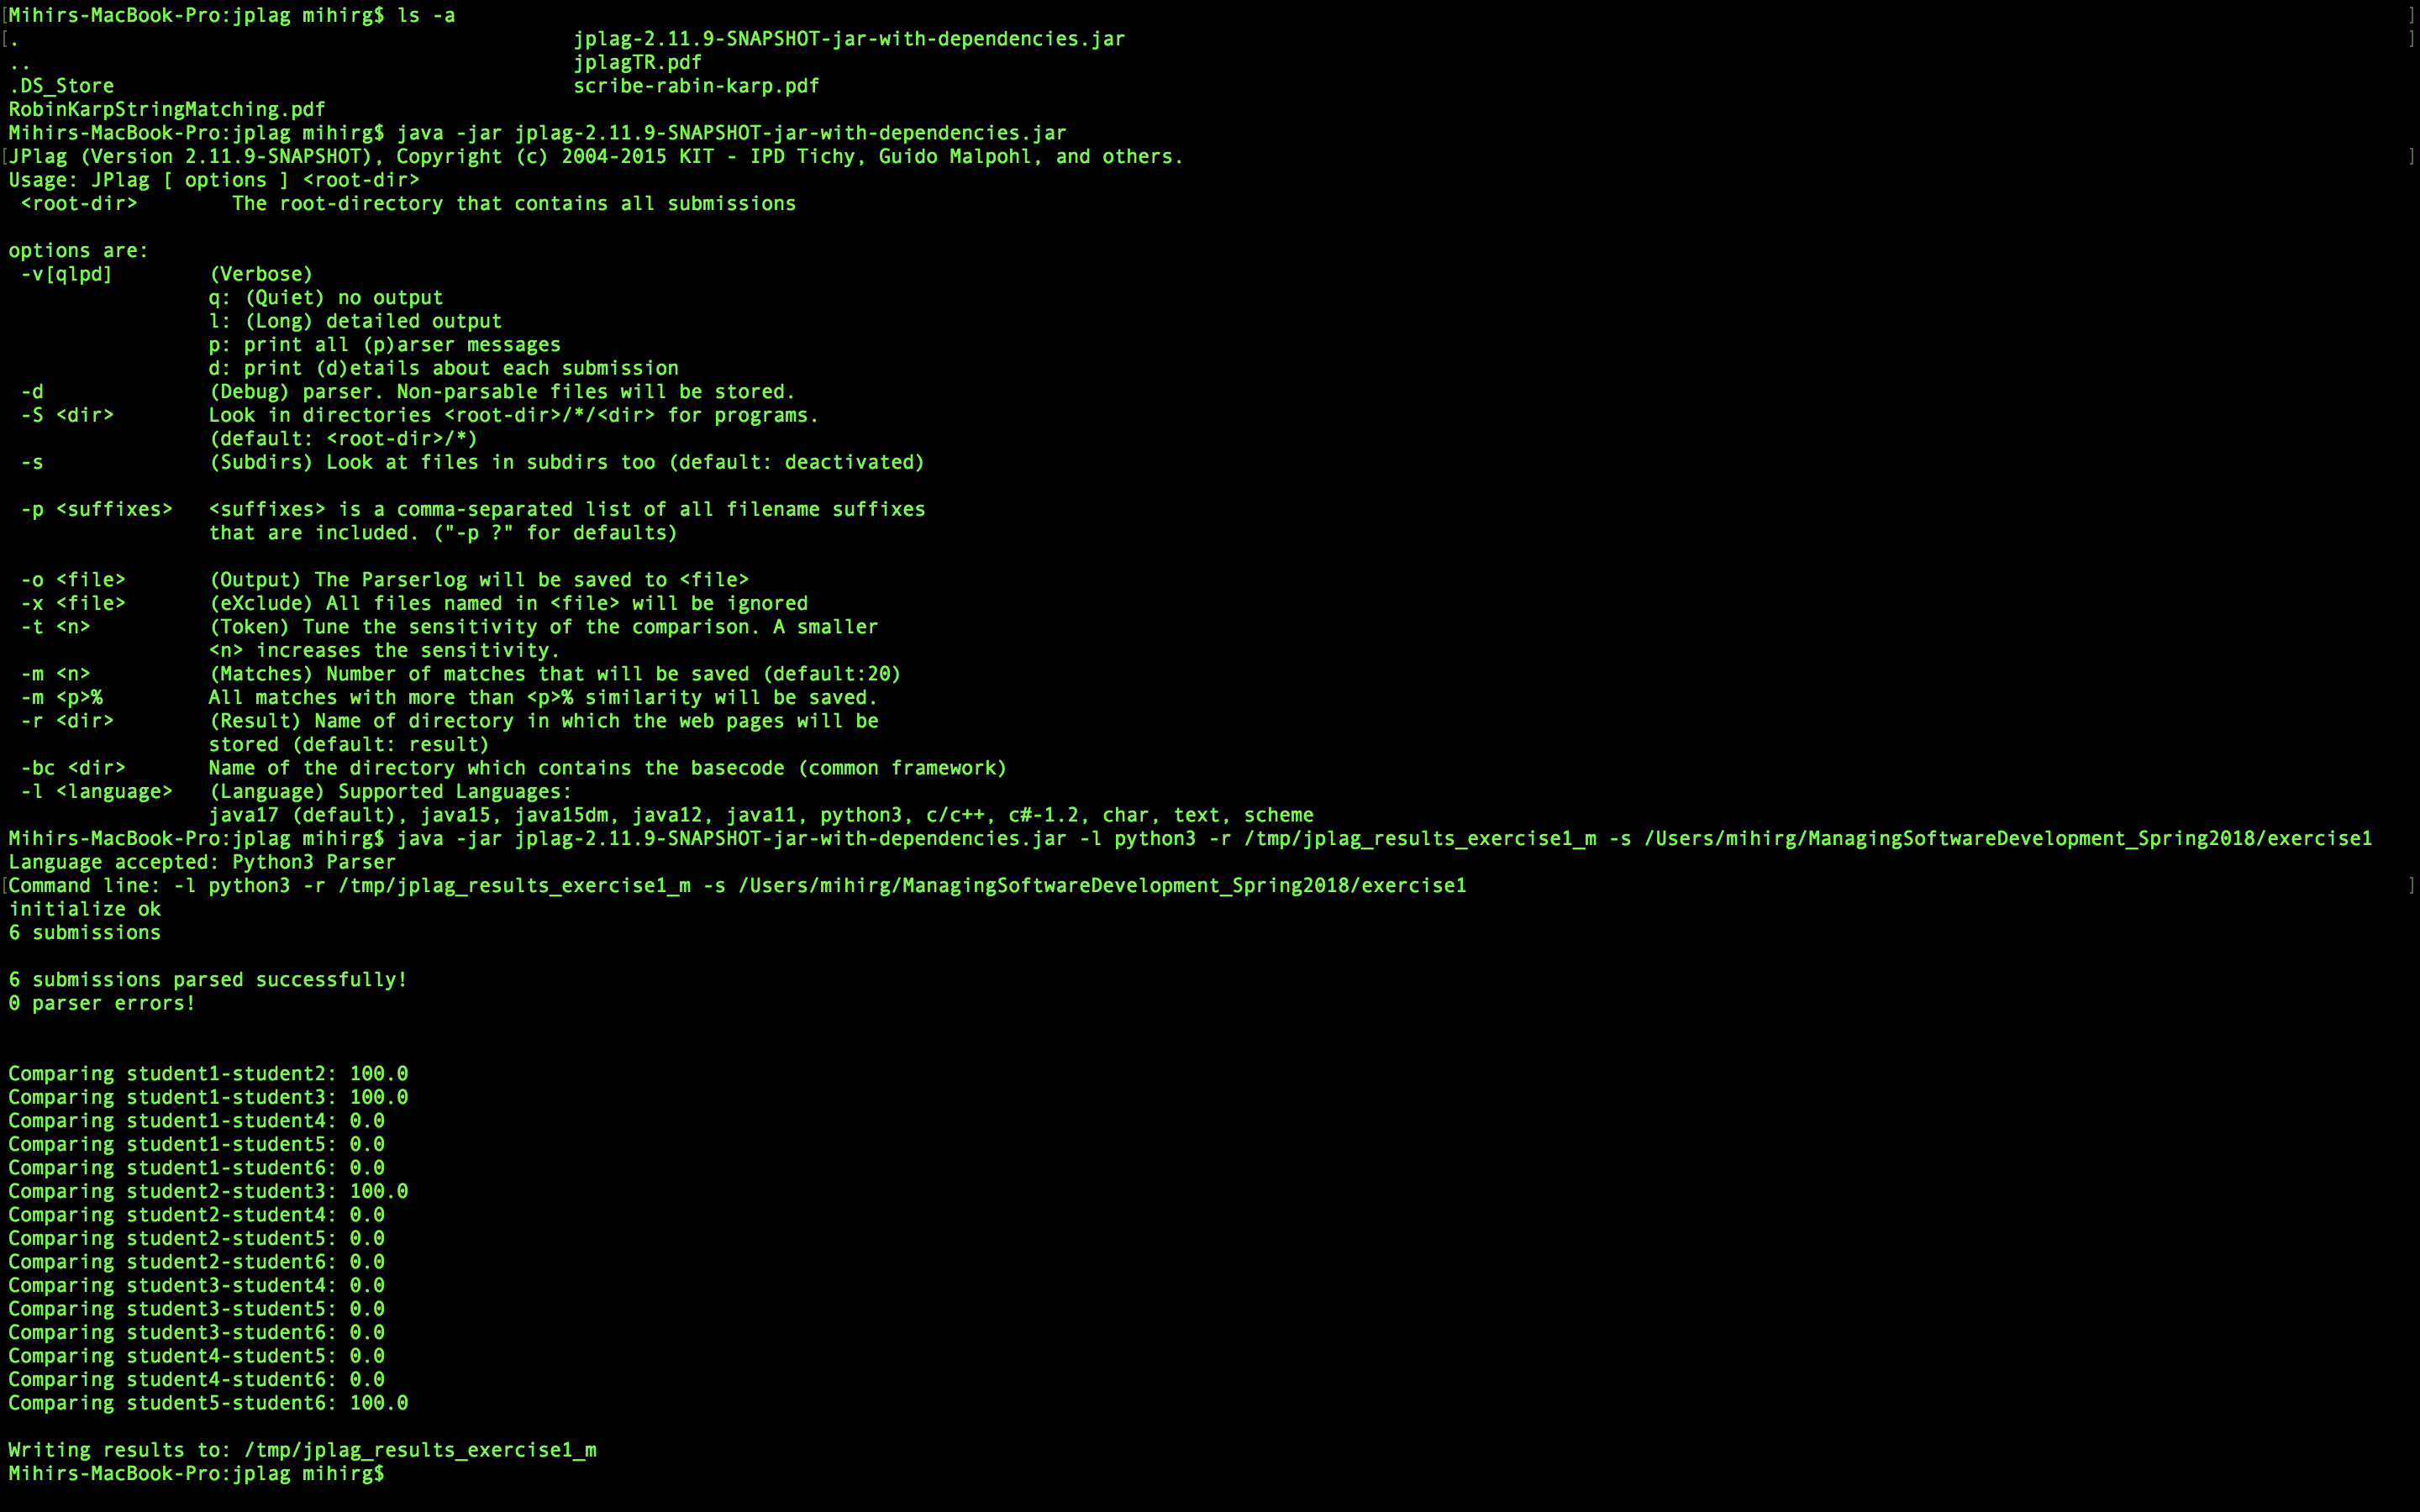 [Mihirs-MacBook-Pro:jplag mihirg$ ls -a ]
[. jplag-2.11.9-SNAPSHOT-jar-with-dependencies.jar ]
.. jplagTR.pdf
.DS_Store scribe-rabin-karp.pdf
RobinKarpStringMatching.pdf
Mihirs-MacBook-Pro:jplag mihirg$ java -jar jplag-2.11.9-SNAPSHOT-jar-with-dependencies.jar
[JPlag (Version 2.11.9-SNAPSHOT), Copyright (c) 2004-2015 KIT - IPD Tichy, Guido Malpohl, and others. ]
Usage: JPlag [ options ] <root-dir>
 <root-dir>        The root-directory that contains all submissions

options are:
 -v[qlpd]        (Verbose)
                 q: (Quiet) no output
                 l: (Long) detailed output
                 p: print all (p)arser messages
                 d: print (d)etails about each submission
 -d              (Debug) parser. Non-parsable files will be stored.
 -S <dir>        Look in directories <root-dir>/*/<dir> for programs.
                 (default: <root-dir>/*)
 -s              (Subdirs) Look at files in subdirs too (default: deactivated)

 -p <suffixes>   <suffixes> is a comma-separated list of all filename suffixes
                 that are included. ("-p ?" for defaults)

 -o <file>       (Output) The Parserlog will be saved to <file>
 -x <file>       (eXclude) All files named in <file> will be ignored
 -t <n>          (Token) Tune the sensitivity of the comparison. A smaller
                 <n> increases the sensitivity.
 -m <n>          (Matches) Number of matches that will be saved (default:20)
 -m <p>%         All matches with more than <p>% similarity will be saved.
 -r <dir>        (Result) Name of directory in which the web pages will be
                 stored (default: result)
 -bc <dir>       Name of the directory which contains the basecode (common framework)
 -l <language>   (Language) Supported Languages:
                 java17 (default), java15, java15dm, java12, java11, python3, c/c++, c#-1.2, char, text, scheme
Mihirs-MacBook-Pro:jplag mihirg$ java -jar jplag-2.11.9-SNAPSHOT-jar-with-dependencies.jar -l python3 -r /tmp/jplag_results_exercise1_m -s /Users/mihirg/ManagingSoftwareDevelopment_Spring2018/exercise1
Language accepted: Python3 Parser
[Command line: -l python3 -r /tmp/jplag_results_exercise1_m -s /Users/mihirg/ManagingSoftwareDevelopment_Spring2018/exercise1 ]
initialize ok
6 submissions

6 submissions parsed successfully!
0 parser errors!

Comparing student1-student2: 100.0
Comparing student1-student3: 100.0
Comparing student1-student4: 0.0
Comparing student1-student5: 0.0
Comparing student1-student6: 0.0
Comparing student2-student3: 100.0
Comparing student2-student4: 0.0
Comparing student2-student5: 0.0
Comparing student2-student6: 0.0
Comparing student3-student4: 0.0
Comparing student3-student5: 0.0
Comparing student3-student6: 0.0
Comparing student4-student5: 0.0
Comparing student4-student6: 0.0
Comparing student5-student6: 100.0

Writing results to: /tmp/jplag_results_exercise1_m
Mihirs-MacBook-Pro:jplag mihirg$